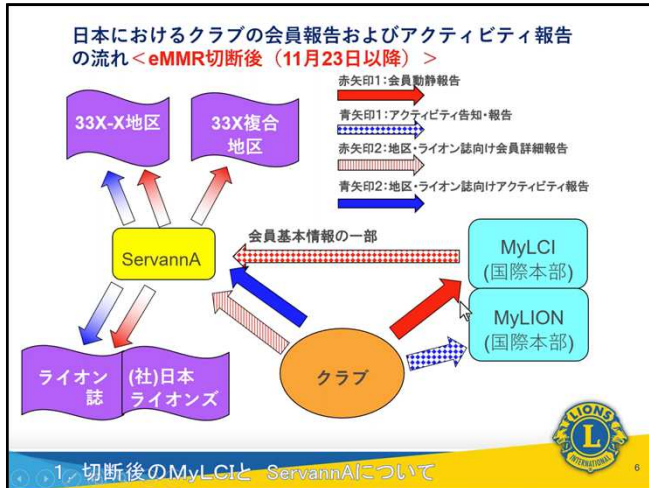 日本におけるクラブの会員報告およびアクティビティ報告
の流れ<eMMR切断後(11月23日以降)>
赤矢印1:会員動静報告
青矢印1:アクティビティ告知・報告
赤矢印2:地区・ライオン誌向け会員詳細報告
青矢印2:地区・ライオン誌向けアクティビティ報告
33X-X地区
33X複合
地区
会員基本情報の一部
ServannA
MyLCI
(国際本部)
MyLION
(国際本部)
クラブ
ライオン
誌
(社)日本
ライオンズ
LIONS
L
INTERNATIONAL
1 切断後のMyLCIと ServannAについて
6